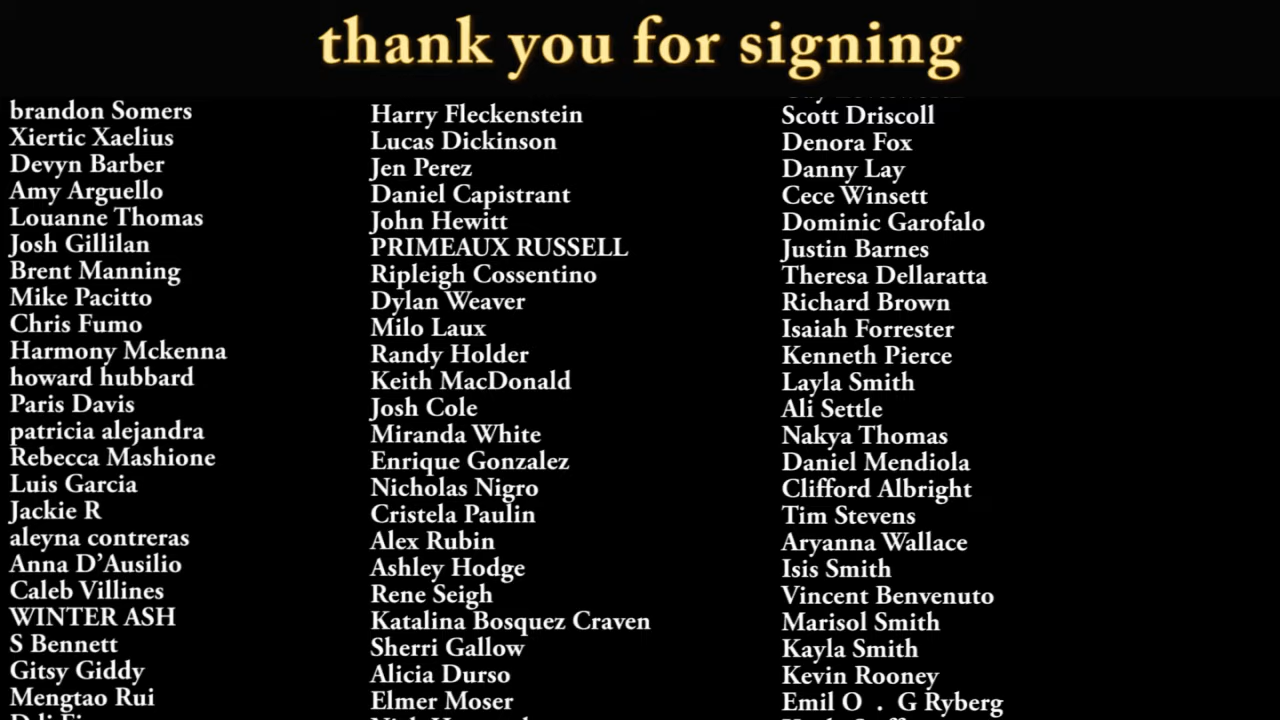 thank you for signing
brandon Somers
Xiertic Xaelius
Devyn Barber
Amy Arguello
Louanne Thomas
Josh Gillilan
Brent Manning
Mike Pacitto
Chris Fumo
Harmony Mckenna
howard hubbard
Paris Davis
patricia alejandra
Rebecca Mashione
Luis Garcia
Jackie R
aleyna contreras
Anna D’Ausilio
Caleb Villines
WINTER ASH
S Bennett
Gitsy Giddy
Mengtao Rui
Harry Fleckenstein
Lucas Dickinson
Jen Perez
Daniel Capistrant
John Hewitt
PRIMEAUX RUSSELL
Ripleigh Cossentino
Dylan Weaver
Milo Laux
Randy Holder
Keith MacDonald
Josh Cole
Miranda White
Enrique Gonzalez
Nicholas Nigro
Cristela Paulin
Alex Rubin
Ashley Hodge
Rene Seigh
Katalina Bosquez Craven
Sherri Gallow
Alicia Durso
Elmer Moser
Scott Driscoll
Denora Fox
Danny Lay
Cece Winsett
Dominic Garofalo
Justin Barnes
Theresa Dellaratta
Richard Brown
Isaiah Forrester
Kenneth Pierce
Layla Smith
Ali Settle
Nakya Thomas
Daniel Mendiola
Clifford Albright
Tim Stevens
Aryanna Wallace
Isis Smith
Vincent Benvenuto
Marisol Smith
Kayla Smith
Kevin Rooney
Emil O . G Ryberg